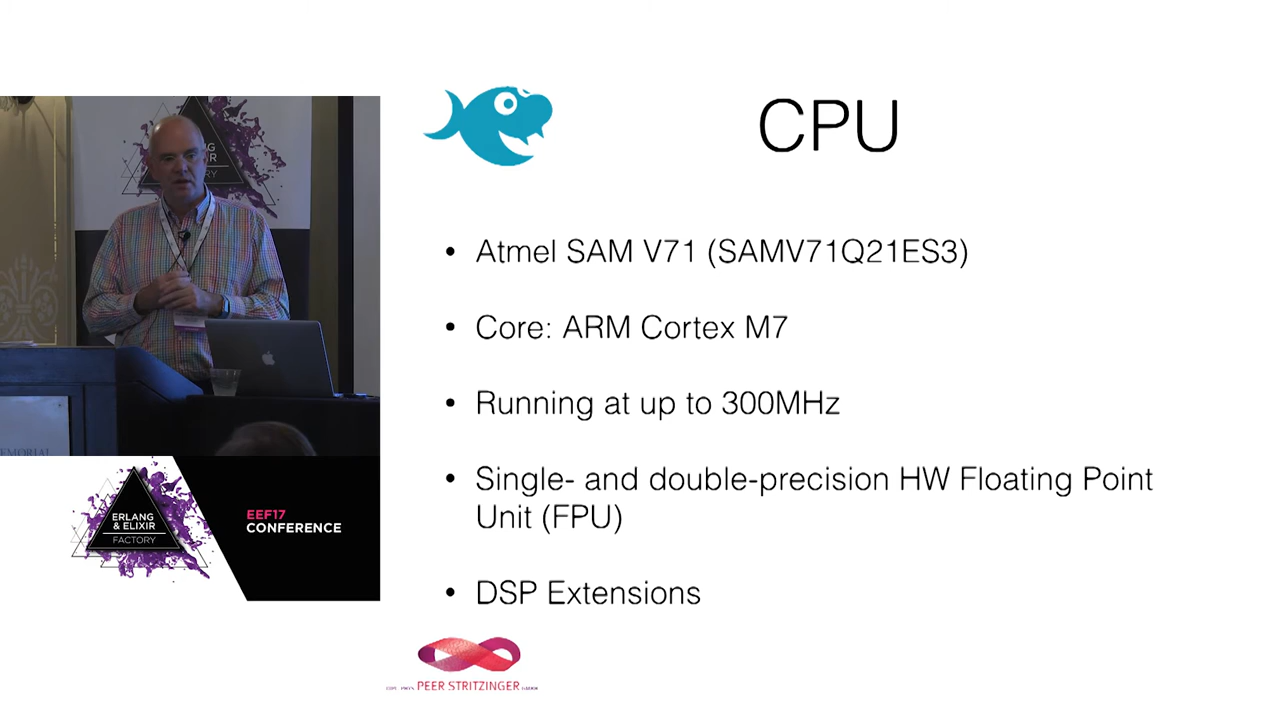 CPU
• Atmel SAM V71 (SAMV71Q21ES3)
• Core: ARM Cortex M7
• Running at up to 300MHz
• Single- and double-precision HW Floating Point
Unit (FPU)
• DSP Extensions
EMORIAL
ERLANG
& ELIXIR
FACTORY
EEF17
CONFERENCE
PEER STRITZINGER